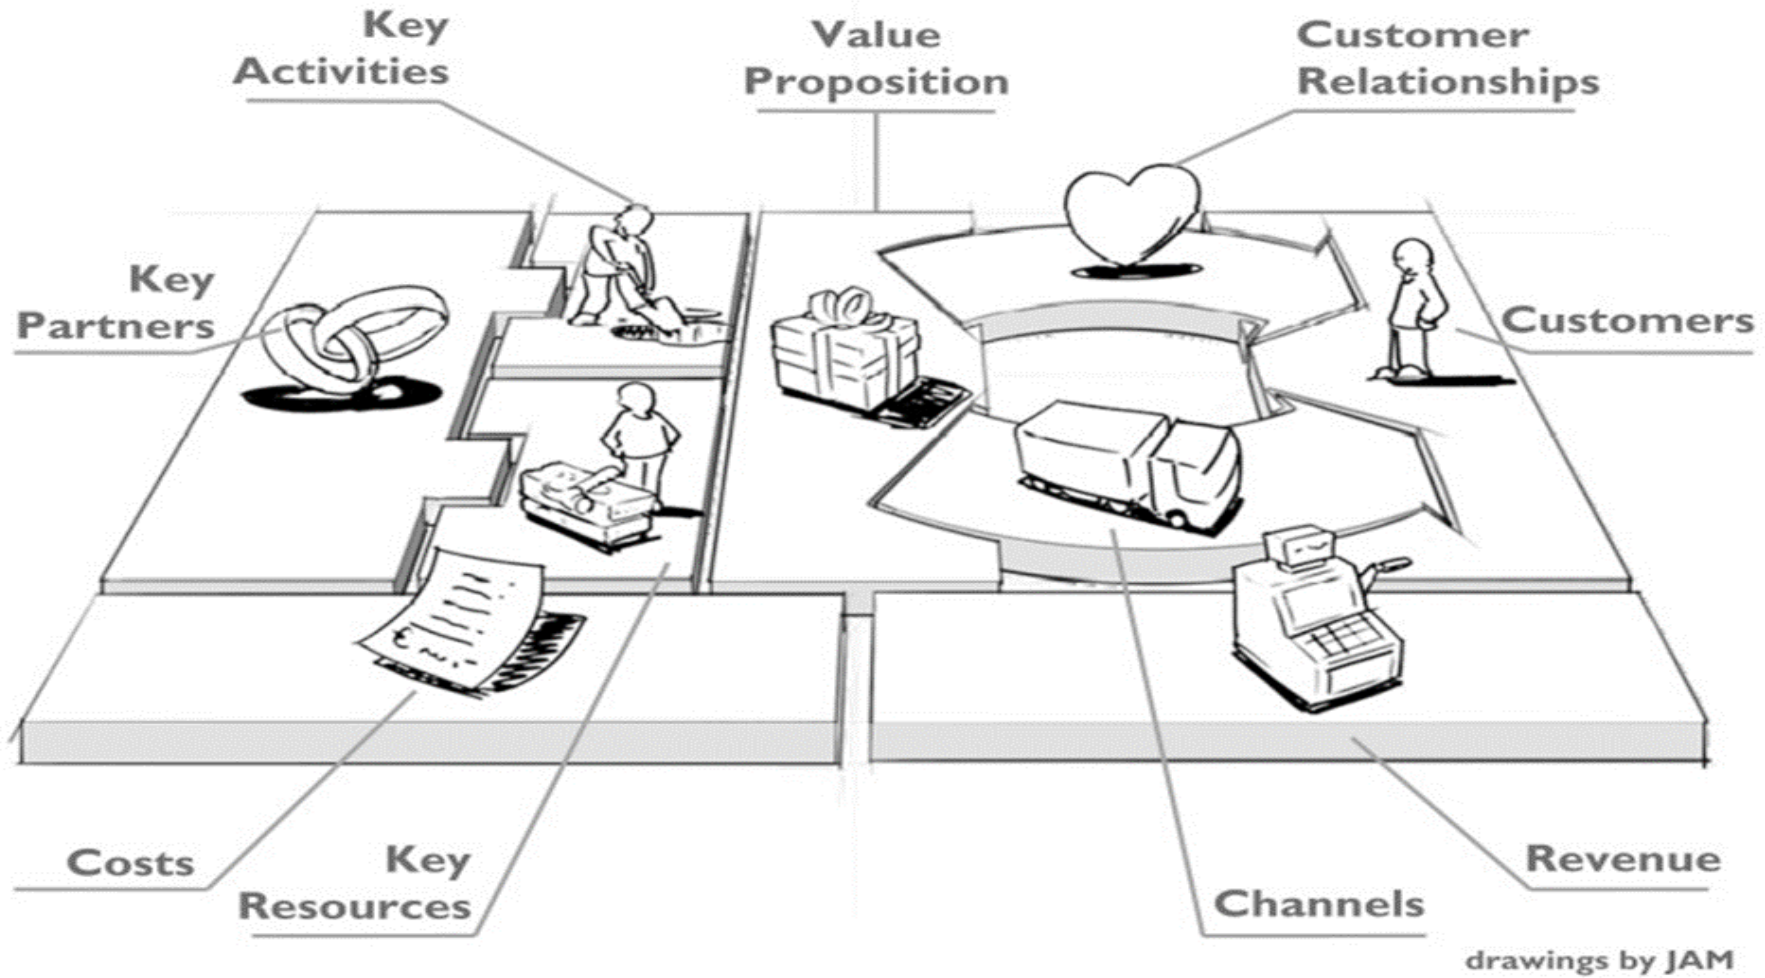 Key
Activities
Value
Proposition
Customer
Relationships
Key
Partners
Customers
Costs
Key
Resources
Channels
Revenue
drawings by JAM